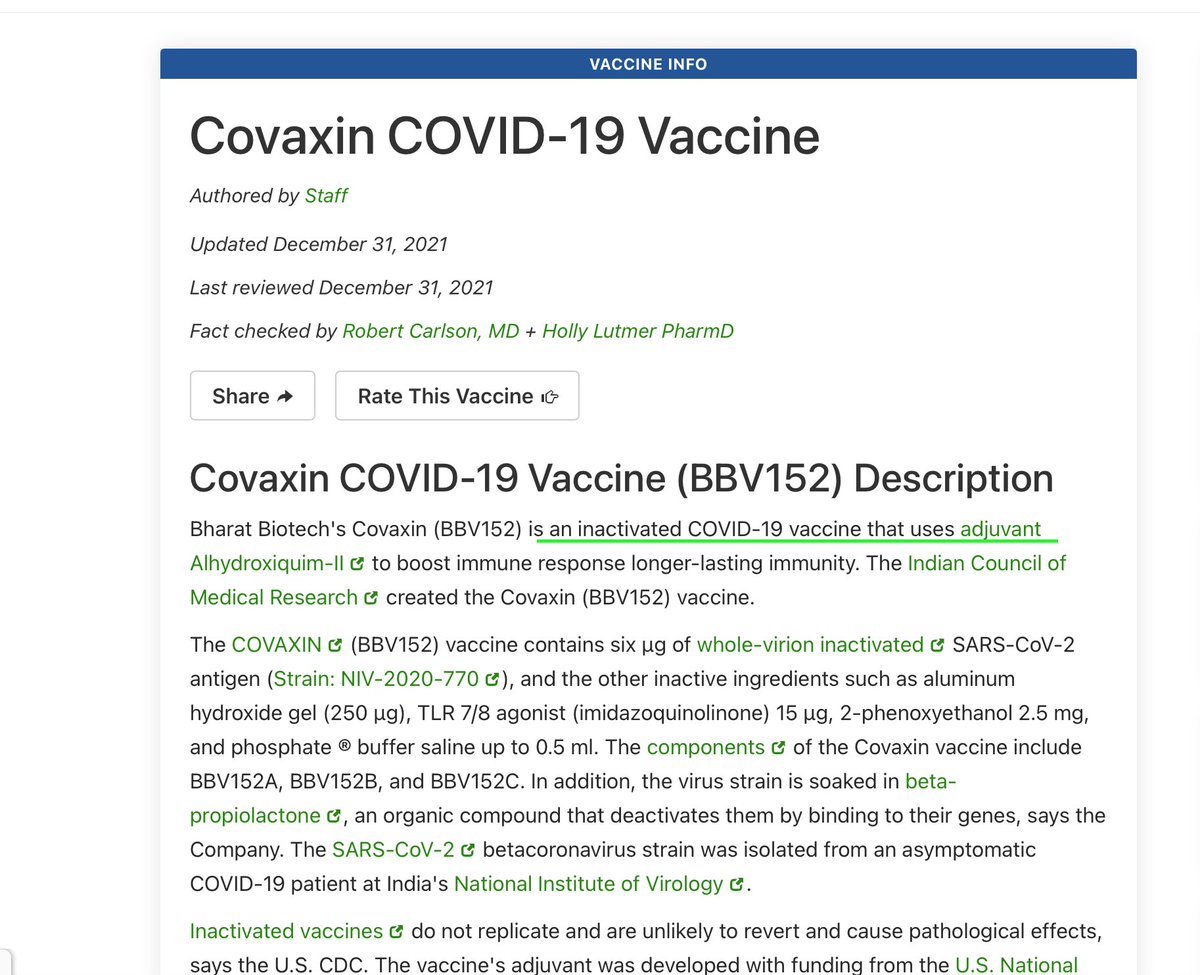 VACCINE INFO
Covaxin COVID-19 Vaccine
Authored by Staff
Updated December 31, 2021
Last reviewed December 31, 2021
Fact checked by Robert Carlson, MD + Holly Lutmer PharmD
Share
Rate This Vaccine
Covaxin COVID-19 Vaccine (BBV152) Description
Bharat Biotech's Covaxin (BBV152) is an inactivated COVID-19 vaccine that uses adjuvant
Alhydroxiquim-II to boost immune response longer-lasting immunity. The Indian Council of
Medical Research created the Covaxin (BBV152) vaccine.
The COVAXIN (BBV152) vaccine contains six µg of whole-virion inactivated SARS-CoV-2
antigen (Strain: NIV-2020-770), and the other inactive ingredients such as aluminum
hydroxide gel (250 µg), TLR 7/8 agonist (imidazoquinolinone) 15 µg, 2-phenoxyethanol 2.5 mg,
and phosphate ® buffer saline up to 0.5 ml. The components of the Covaxin vaccine include
BBV152A, BBV152B, and BBV152C. In addition, the virus strain is soaked in beta-
propiolactone, an organic compound that deactivates them by binding to their genes, says the
Company. The SARS-CoV-2 betacoronavirus strain was isolated from an asymptomatic
COVID-19 patient at India's National Institute of Virology.
Inactivated vaccines do not replicate and are unlikely to revert and cause pathological effects,
says the U.S. CDC. The vaccine's adjuvant was developed with funding from the U.S. National